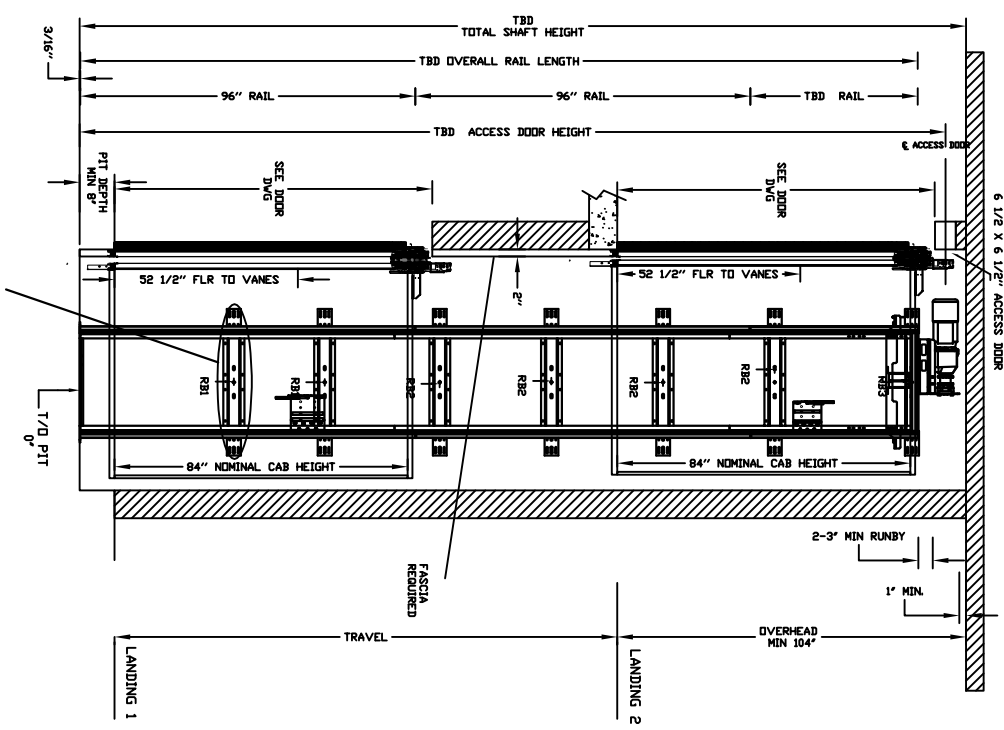 TBD
TOTAL SHAFT HEIGHT
TBD OVERALL RAIL LENGTH
96" RAIL
96" RAIL
TBD RAIL
TBD ACCESS DOOR HEIGHT
3/16"
PIT DEPTH
MIN 8"
SEE DOOR
DWG
SEE DOOR
DWG
℄ ACCESS DOOR
6 1/2 X 6 1/2" ACCESS DOOR
52 1/2" FLR TO VANES
2"
52 1/2" FLR TO VANES
RB1
RB2
RB2
RB2
RB2
RB3
T/O PIT
0"
84" NOMINAL CAB HEIGHT
84" NOMINAL CAB HEIGHT
2-3" MIN RUNBY
FASCIA
REQUIRED
1" MIN.
TRAVEL
OVERHEAD
MIN 104"
LANDING 1
LANDING 2